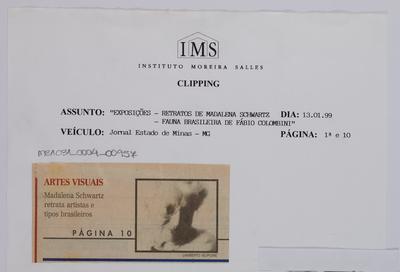 IMS
INSTITUTO MOREIRA SALLES
CLIPPING
ASSUNTO: "EXPOSIÇÕES - RETRATOS DE MADALENA SCHWARTZ DIA: 13.01.99
- FAUNA BRASILEIRA DE FÁBIO COLOMBINI"
VEÍCULO: Jornal Estado de Minas - MG PÁGINA: 1ª e 10
ARTES VISUAIS
Madalena Schwartz
retrata artistas e
tipos brasileiros
PÁGINA 10